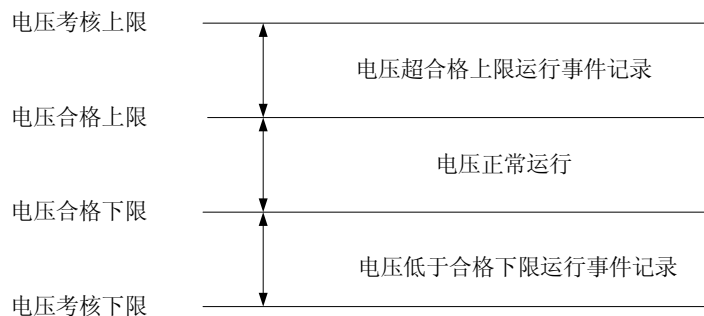 电压考核上限
电压超合格上限运行事件记录
电压合格上限
电压正常运行
电压合格下限
电压低于合格下限运行事件记录
电压考核下限